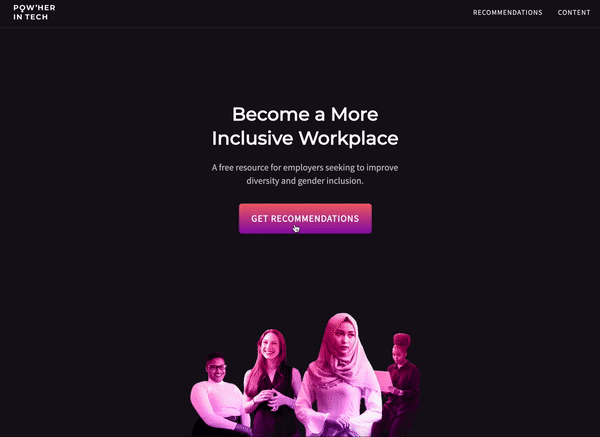 POW'HER
IN TECH
RECOMMENDATIONS
CONTENT
Become a More
Inclusive Workplace
A free resource for employers seeking to improve
diversity and gender inclusion.
GET RECOMMENDATIONS